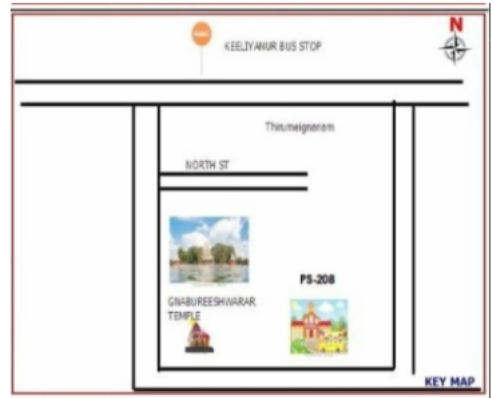 N
KEELIYANUR BUS STOP
Thirumeignanam
NORTH ST
PS-208
GNABUREESHWARAR
TEMPLE
KEY MAP